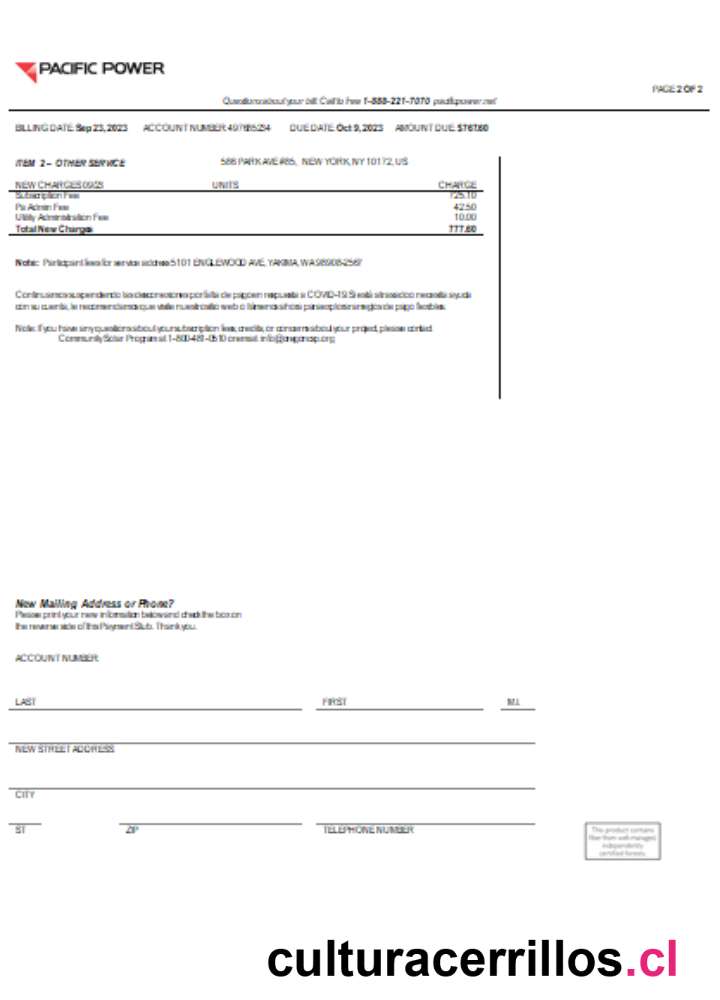 PACIFIC POWER
PAGE 2 OF 2
Questions about your bill: Call to free 1-888-221-7070 pacificpower.net
BILLING DATE: Sep 23, 2023 ACCOUNT NUMBER: DUE DATE: Oct 9, 2023 AMOUNT DUE: $767.60
ITEM 2 – OTHER SERVICE 586 PARK AVE #85, NEW YORK, NY 10172, US
NEW CHARGES 09/23 UNITS CHARGE
Subscription Fee 725.10
Ps Admin Fee 42.50
Utility Administration Fee 10.00
Total New Charges 777.60
Note: Participant fees for service address 5101 ENGLEWOOD AVE, YAKIMA, WA 98908-2567
Continuamos suspendiendo las desconexiones por falta de pago en respuesta a COVID-19. Si está atrasado o necesita ayuda
con su cuenta, le recomendamos que visite nuestro sitio web o llámenos ahora para explorar arreglos de pago flexibles.
Note: If you have any questions about your subscription fees, credits, or concerns about your project, please contact
Community Solar Program at 1-800-481-0510 or email: info@oregoncsp.org
New Mailing Address or Phone?
Please print your new information below and check the box on
the reverse side of this Payment Stub. Thank you.
ACCOUNT NUMBER:
LAST FIRST M.I.
NEW STREET ADDRESS
CITY
ST ZIP TELEPHONE NUMBER
This product contains
fiber from well-managed,
independently
certified forests.
culturacerrillos.cl